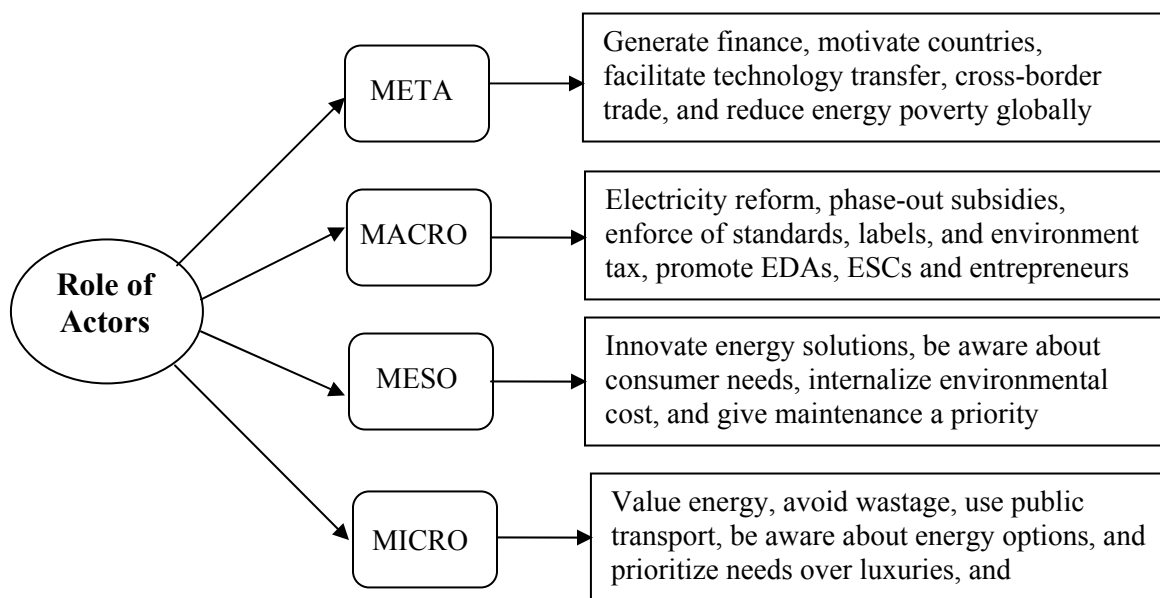 META
Generate finance, motivate countries,
facilitate technology transfer, cross-border
trade, and reduce energy poverty globally
MACRO
Electricity reform, phase-out subsidies,
enforce of standards, labels, and environment
tax, promote EDAs, ESCs and entrepreneurs
Role of
Actors
MESO
Innovate energy solutions, be aware about
consumer needs, internalize environmental
cost, and give maintenance a priority
MICRO
Value energy, avoid wastage, use public
transport, be aware about energy options, and
prioritize needs over luxuries, and